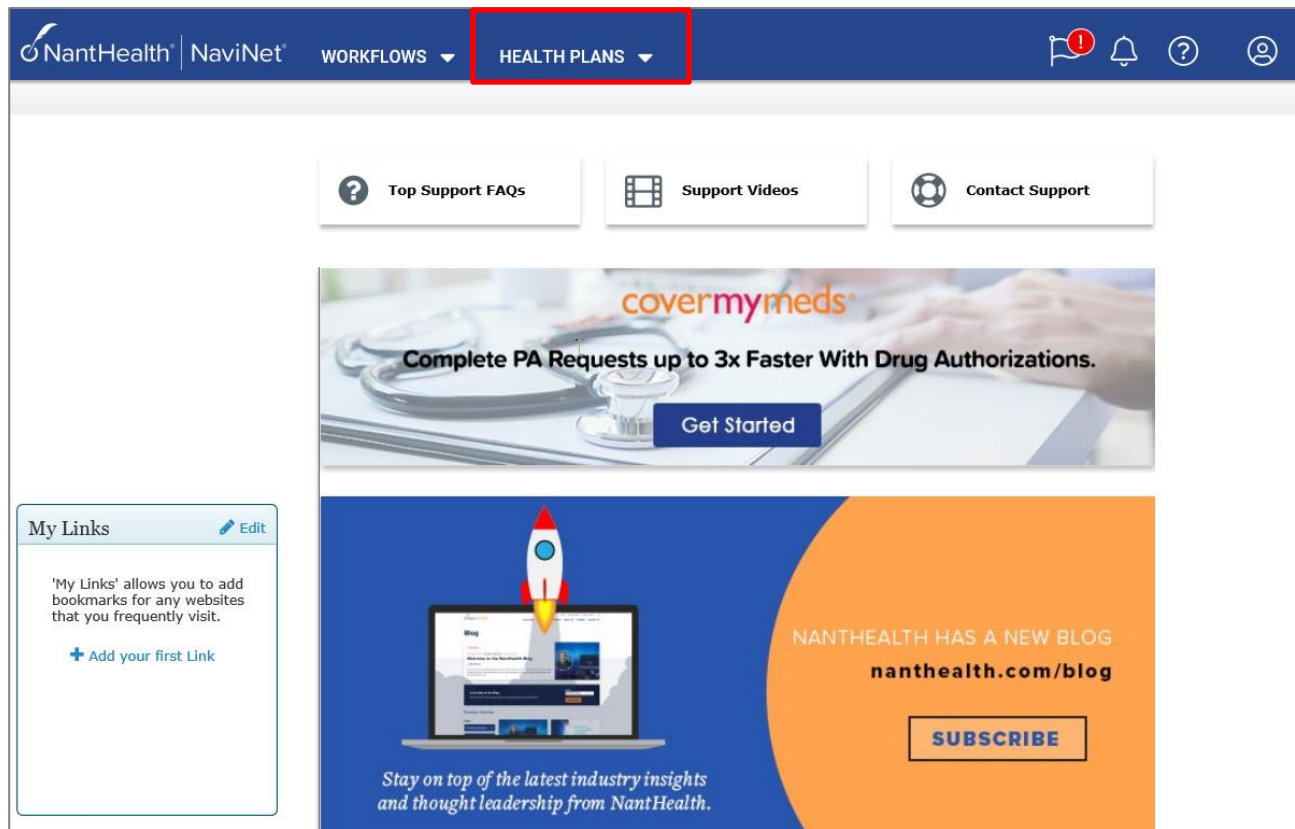 NantHealth® | NaviNet®
WORKFLOWS
HEALTH PLANS
!
?
? Top Support FAQs
Support Videos
Contact Support
covermymeds®
Complete PA Requests up to 3x Faster With Drug Authorizations.
Get Started
My Links
Edit
'My Links' allows you to add
bookmarks for any websites
that you frequently visit.
+ Add your first Link
Blog
Stay on top of the latest industry insights
and thought leadership from NantHealth.
NANTHEALTH HAS A NEW BLOG
nanthealth.com/blog
SUBSCRIBE